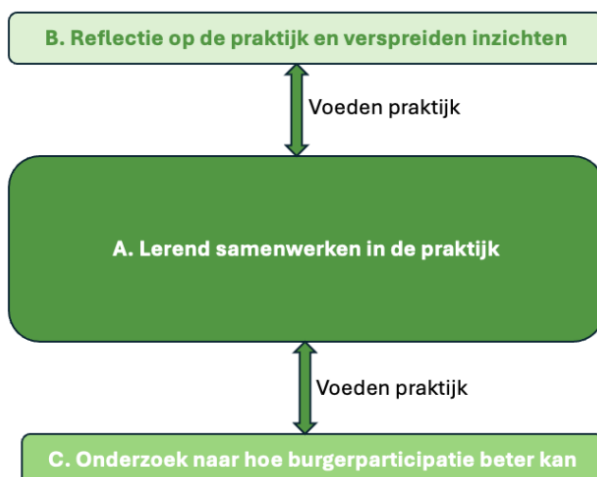 B. Reflectie op de praktijk en verspreiden inzichten
Voeden praktijk
A. Lerend samenwerken in de praktijk
Voeden praktijk
C. Onderzoek naar hoe burgerparticipatie beter kan